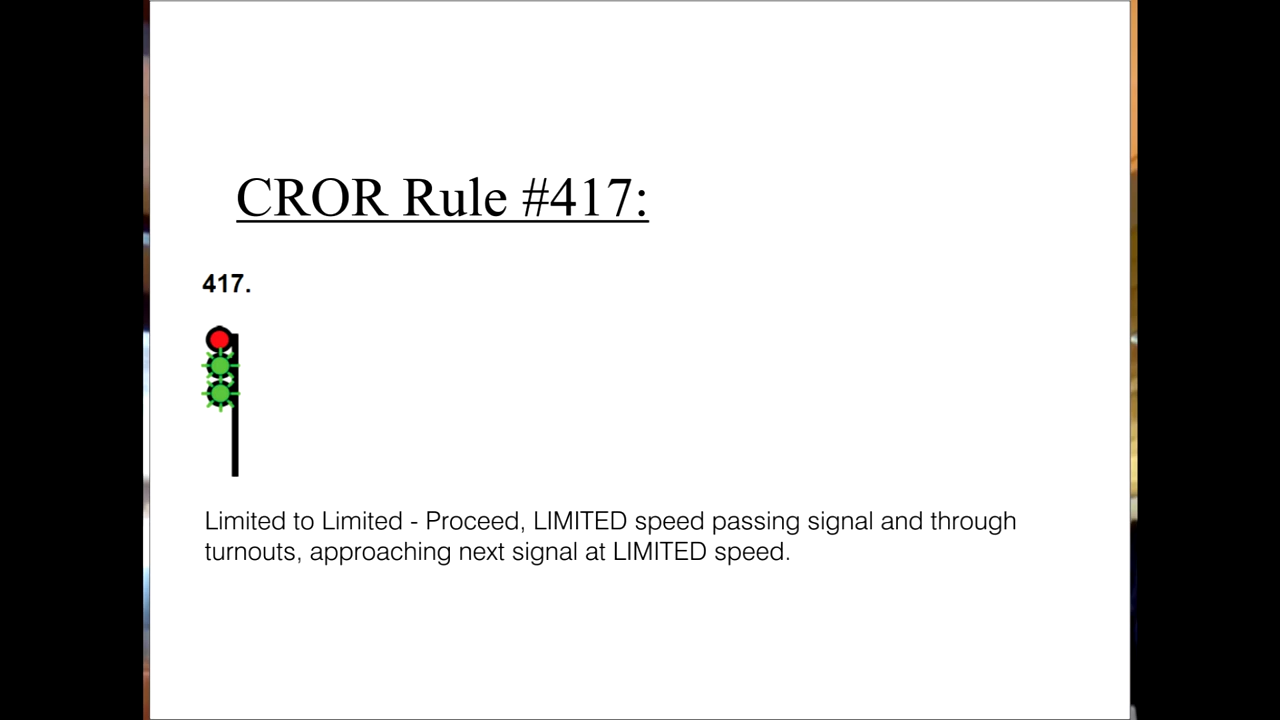 CROR Rule #417:
417.
Limited to Limited - Proceed, LIMITED speed passing signal and through
turnouts, approaching next signal at LIMITED speed.